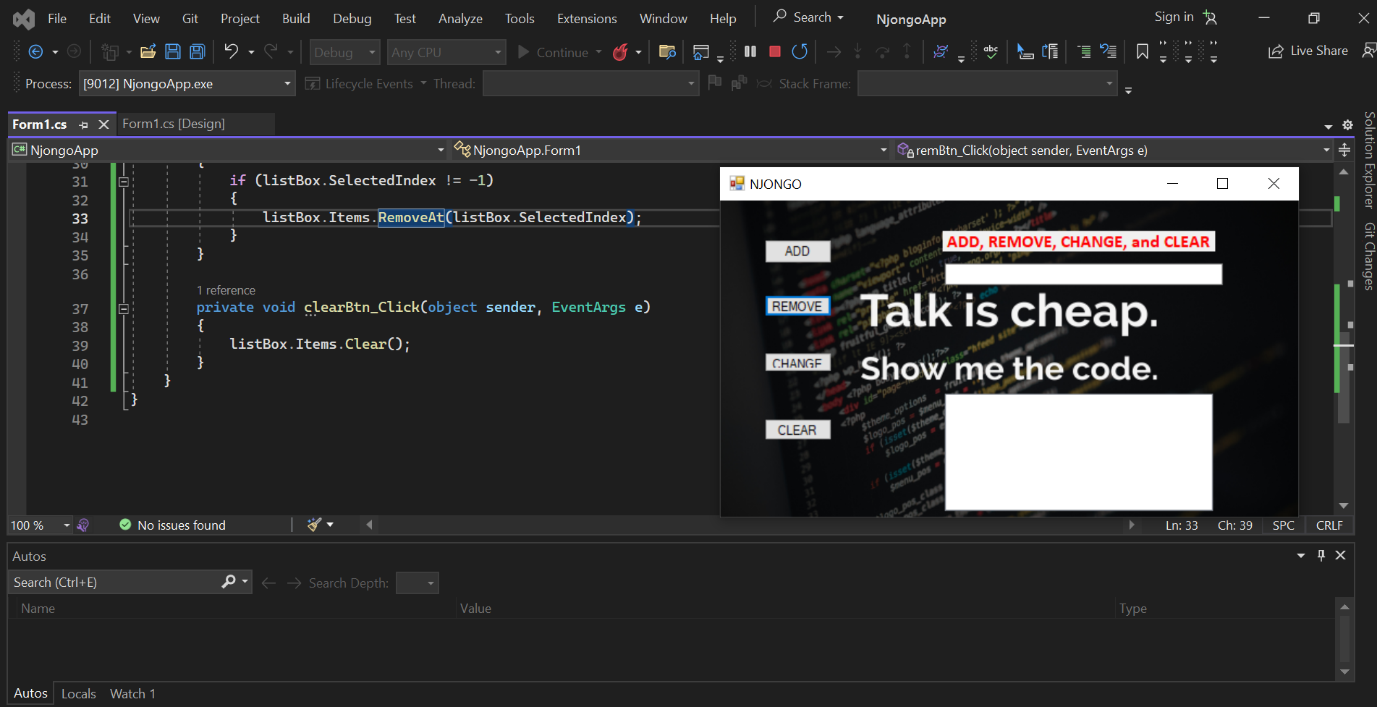 File Edit View Git Project Build Debug Test Analyze Tools Extensions Window Help Search NjongoApp Sign in
Debug Any CPU Continue Live Share
Process: [9012] NjongoApp.exe Lifecycle Events Thread: Stack Frame:
Form1.cs Form1.cs [Design]
C# NjongoApp NjongoApp.Form1 remBtn_Click(object sender, EventArgs e)
30 {
31 if (listBox.SelectedIndex != -1)
32 {
33 listBox.Items.RemoveAt(listBox.SelectedIndex);
34 }
35 }
36
1 reference
37 private void clearBtn_Click(object sender, EventArgs e)
38 {
39 listBox.Items.Clear();
40 }
41 }
42 }
43
NJONGO
ADD
REMOVE
CHANGE
CLEAR
ADD, REMOVE, CHANGE, and CLEAR
Talk is cheap.
Show me the code.
Solution Explorer
Git Changes
100 % No issues found Ln: 33 Ch: 39 SPC CRLF
Autos
Search (Ctrl+E) Search Depth:
Name Value Type
Autos Locals Watch 1